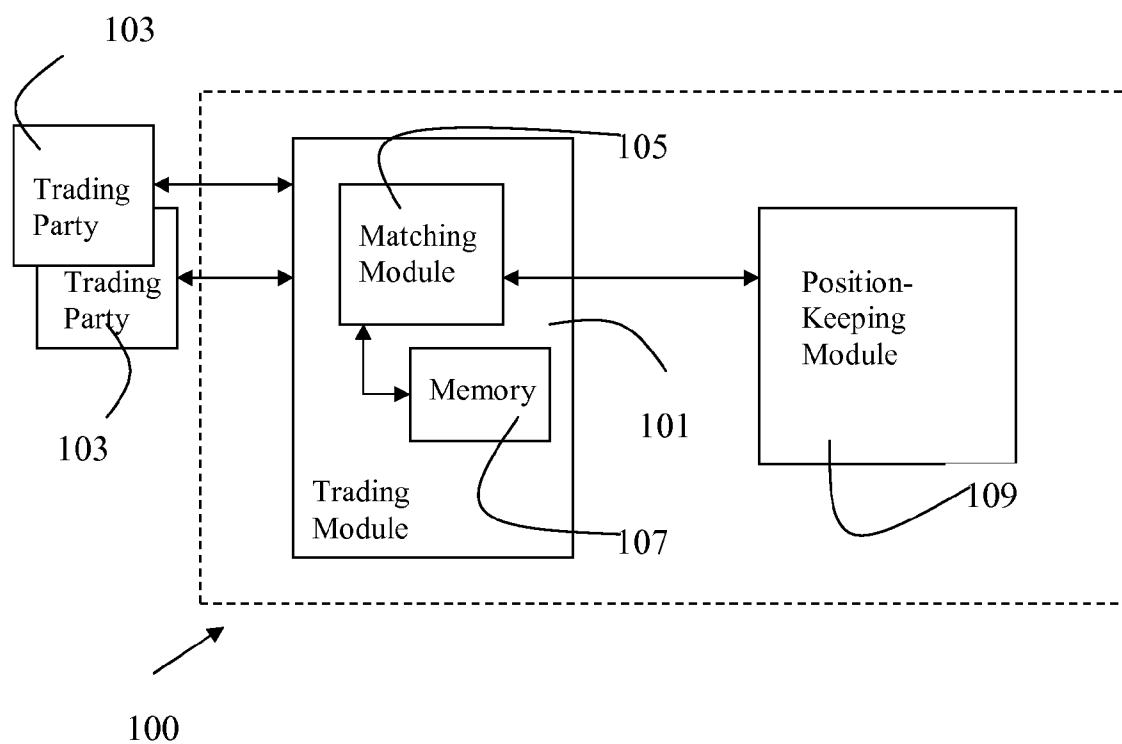 103
105
Trading
Party
Matching
Module
Trading
Party
Position-
Keeping
Module
Memory
101
103
Trading
Module
109
107
100